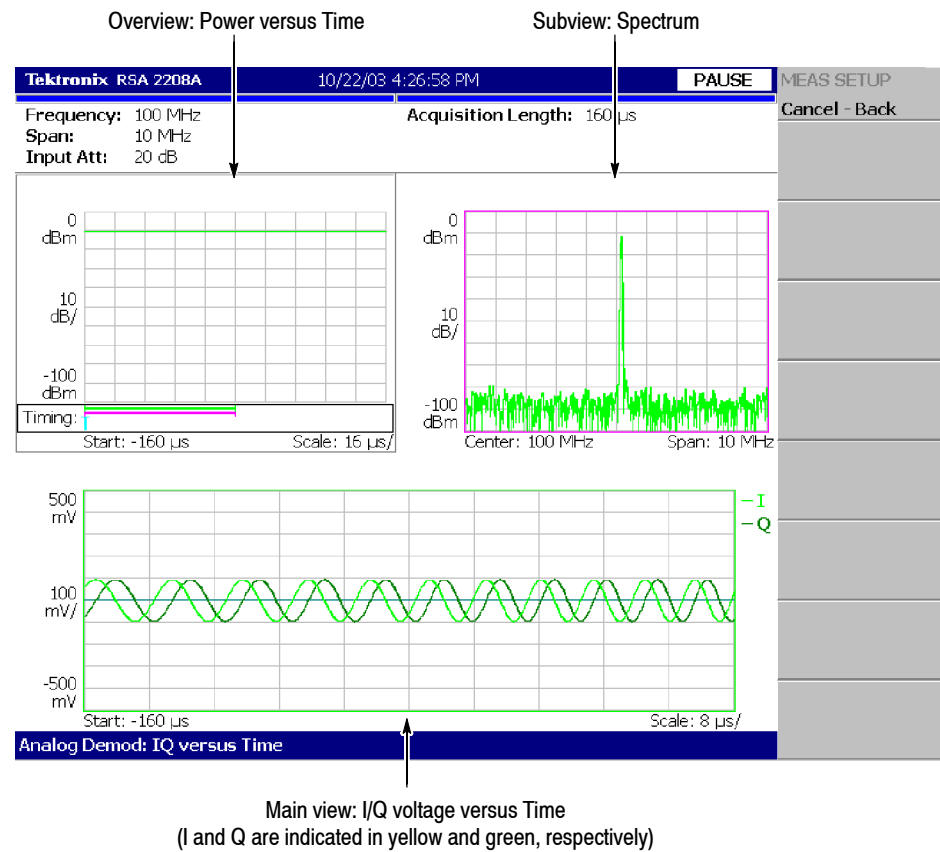 Overview: Power versus Time
Subview: Spectrum
Tektronix RSA 2208A
10/22/03 4:26:58 PM
PAUSE
MEAS SETUP
Cancel - Back
Frequency: 100 MHz
Acquisition Length: 160 µs
Span: 10 MHz
Input Att: 20 dB
0
dBm
10
dB/
-100
dBm
Timing:
Start: -160 µs
Scale: 16 µs/
0
dBm
10
dB/
-100
dBm
Center: 100 MHz
Span: 10 MHz
500
mV
100
mV/
-500
mV
I
Q
Start: -160 µs
Scale: 8 µs/
Analog Demod: IQ versus Time
Main view: I/Q voltage versus Time
(I and Q are indicated in yellow and green, respectively)